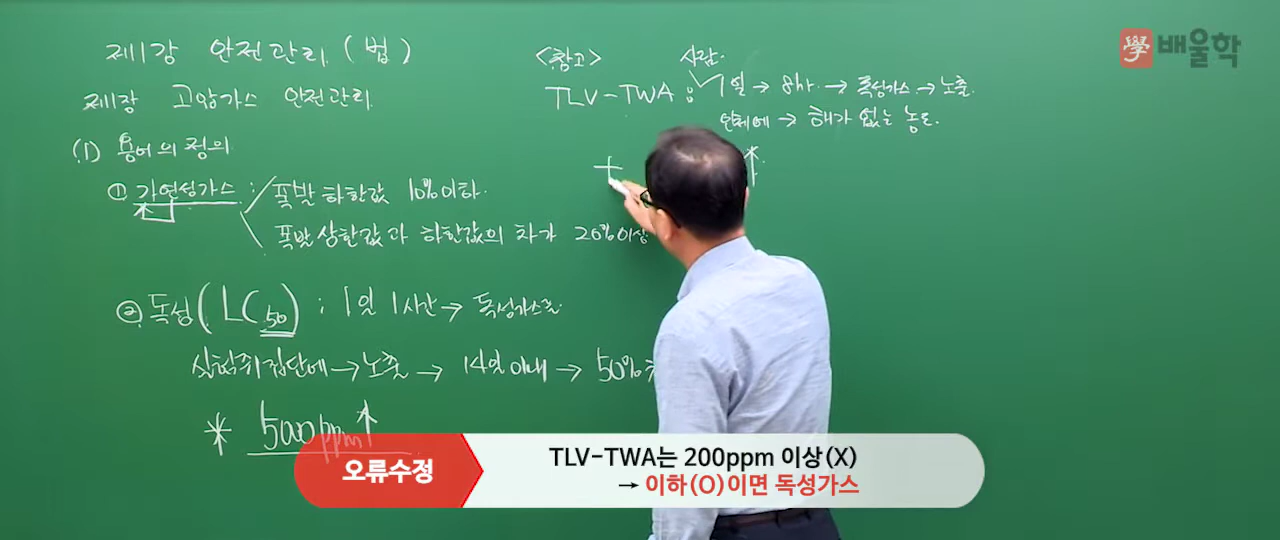 제1강 안전관리 (법)
제1장 고압가스 안전관리
(1) 용어의 정의
① 가연성가스 : 폭발 하한값 10% 이하
폭발 상한값과 하한값의 차가 20% 이상
② 독성 (LC50) ; 1일 1시간 → 독성가스를
실험쥐 집단에 → 노출 → 14일 이내 → 50%
* 5000ppm↑
<참고> 사람
TLV-TWA : 1일 → 8hr → 독성가스 → 노출
인체에 → 해가 없는 농도
學 배울학
오류수정
TLV-TWA는 200ppm 이상(X)
→ 이하(O)이면 독성가스